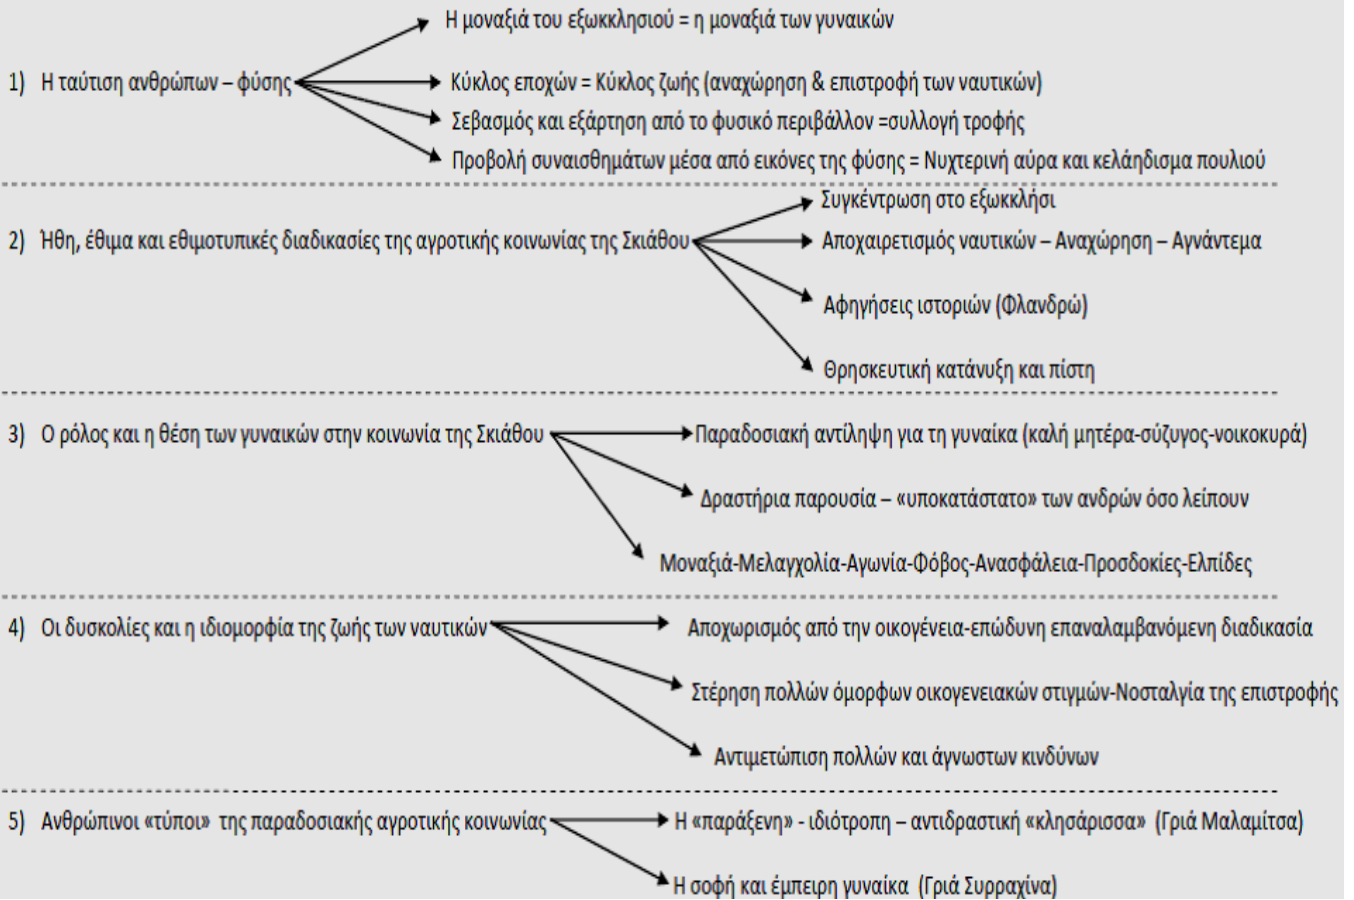 Η μοναξιά του εξωκκλησιού = η μοναξιά των γυναικών
1) Η ταύτιση ανθρώπων – φύσης
Κύκλος εποχών = Κύκλος ζωής (αναχώρηση & επιστροφή των ναυτικών)
Σεβασμός και εξάρτηση από το φυσικό περιβάλλον =συλλογή τροφής
Προβολή συναισθημάτων μέσα από εικόνες της φύσης = Νυχτερινή αύρα και κελάηδισμα πουλιού
Συγκέντρωση στο εξωκκλήσι
2) Ήθη, έθιμα και εθιμοτυπικές διαδικασίες της αγροτικής κοινωνίας της Σκιάθου
Αποχαιρετισμός ναυτικών – Αναχώρηση – Αγνάντεμα
Αφηγήσεις ιστοριών (Φλανδρώ)
Θρησκευτική κατάνυξη και πίστη
3) Ο ρόλος και η θέση των γυναικών στην κοινωνία της Σκιάθου
Παραδοσιακή αντίληψη για τη γυναίκα (καλή μητέρα-σύζυγος-νοικοκυρά)
Δραστήρια παρουσία – «υποκατάστατο» των ανδρών όσο λείπουν
Μοναξιά-Μελαγχολία-Αγωνία-Φόβος-Ανασφάλεια-Προσδοκίες-Ελπίδες
4) Οι δυσκολίες και η ιδιομορφία της ζωής των ναυτικών
Αποχωρισμός από την οικογένεια-επώδυνη επαναλαμβανόμενη διαδικασία
Στέρηση πολλών όμορφων οικογενειακών στιγμών-Νοσταλγία της επιστροφής
Αντιμετώπιση πολλών και άγνωστων κινδύνων
5) Ανθρώπινοι «τύποι» της παραδοσιακής αγροτικής κοινωνίας
Η «παράξενη» - ιδιότροπη – αντιδραστική «κλησάρισσα» (Γριά Μαλαμίτσα)
Η σοφή και έμπειρη γυναίκα (Γριά Συρραχίνα)